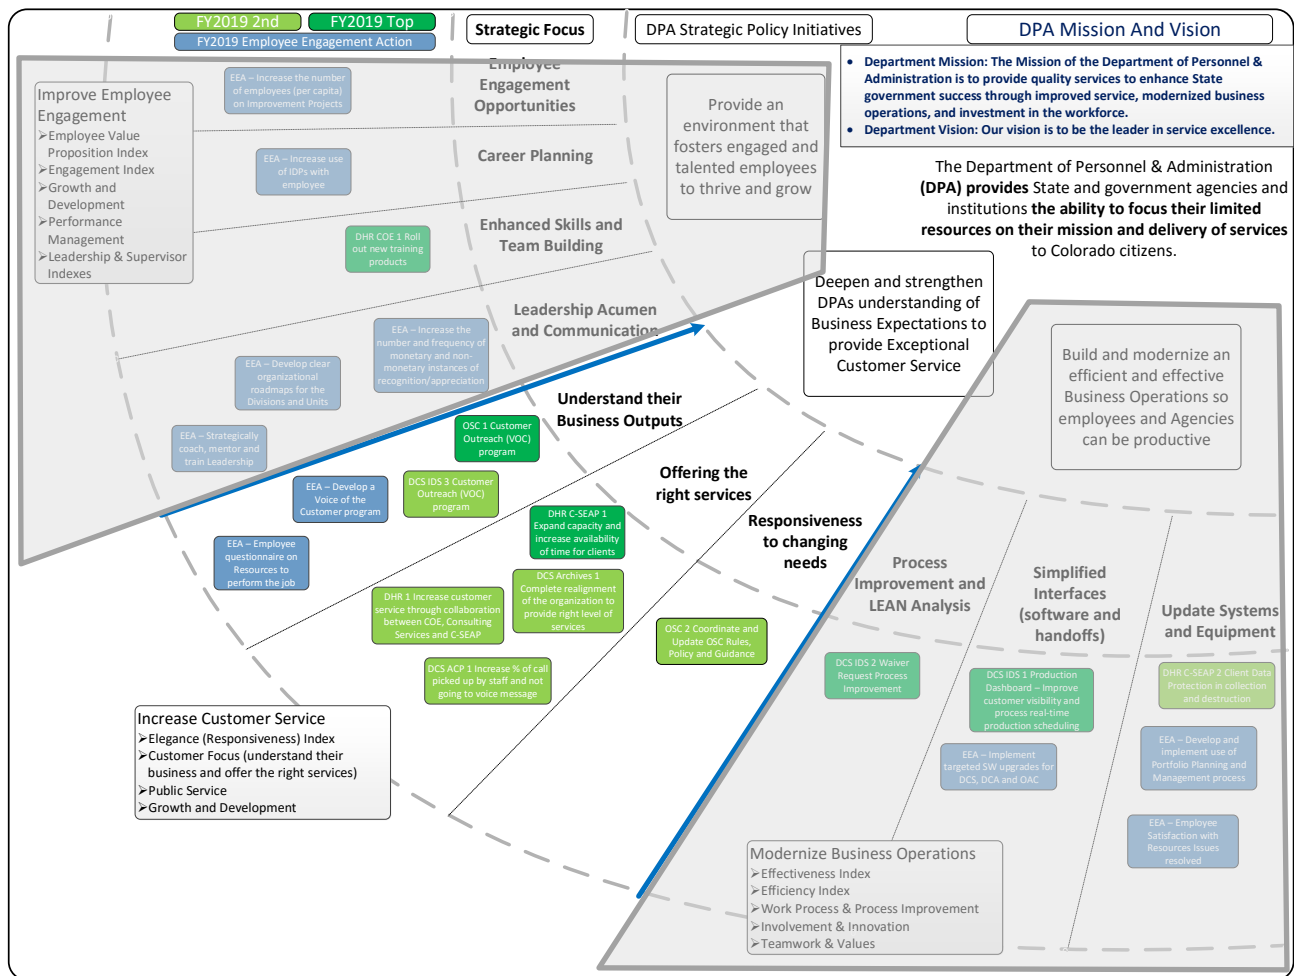 FY2019 2nd
FY2019 Top
FY2019 Employee Engagement Action
Strategic Focus
DPA Strategic Policy Initiatives
DPA Mission And Vision
• Department Mission: The Mission of the Department of Personnel &
Administration is to provide quality services to enhance State
government success through improved service, modernized business
operations, and investment in the workforce.
• Department Vision: Our vision is to be the leader in service excellence.
The Department of Personnel & Administration
(DPA) provides State and government agencies and
institutions the ability to focus their limited
resources on their mission and delivery of services
to Colorado citizens.
Improve Employee
Engagement
➢Employee Value
Proposition Index
➢Engagement Index
➢Growth and
Development
➢Performance
Management
➢Leadership & Supervisor
Indexes
EEA – Increase the number
of employees (per capita)
on Improvement Projects
Employee
Engagement
Opportunities
EEA – Increase use
of IDPs with
employee
Career Planning
DHR COE 1 Roll
out new training
products
Enhanced Skills and
Team Building
EEA – Develop clear
organizational
roadmaps for the
Divisions and Units
EEA – Increase the
number and frequency of
monetary and non-
monetary instances of
recognition/appreciation
Leadership Acumen
and Communication
EEA – Strategically
coach, mentor and
train Leadership
Provide an
environment that
fosters engaged and
talented employees
to thrive and grow
Deepen and strengthen
DPAs understanding of
Business Expectations to
provide Exceptional
Customer Service
Build and modernize an
efficient and effective
Business Operations so
employees and Agencies
can be productive
Understand their
Business Outputs
OSC 1 Customer
Outreach (VOC)
program
DCS IDS 3 Customer
Outreach (VOC)
program
EEA – Develop a
Voice of the
Customer program
EEA – Employee
questionnaire on
Resources to
perform the job
Offering the
right services
DHR C-SEAP 1
Expand capacity and
increase availability
of time for clients
DCS Archives 1
Complete realignment
of the organization to
provide right level of
services
DHR 1 Increase customer
service through collaboration
between COE, Consulting
Services and C-SEAP
DCS ACP 1 Increase % of call
picked up by staff and not
going to voice message
Responsiveness
to changing
needs
OSC 2 Coordinate and
Update OSC Rules,
Policy and Guidance
Increase Customer Service
➢Elegance (Responsiveness) Index
➢Customer Focus (understand their
business and offer the right services)
➢Public Service
➢Growth and Development
Process
Improvement and
LEAN Analysis
Simplified
Interfaces
(software and
handoffs)
Update Systems
and Equipment
DCS IDS 2 Waiver
Request Process
Improvement
DCS IDS 1 Production
Dashboard – Improve
customer visibility and
process real-time
production scheduling
DHR C-SEAP 2 Client Data
Protection in collection
and destruction
EEA – Implement
targeted SW upgrades for
DCS, DCA and OAC
EEA – Develop and
implement use of
Portfolio Planning and
Management process
EEA – Employee
Satisfaction with
Resources Issues
resolved
Modernize Business Operations
➢Effectiveness Index
➢Efficiency Index
➢Work Process & Process Improvement
➢Involvement & Innovation
➢Teamwork & Values